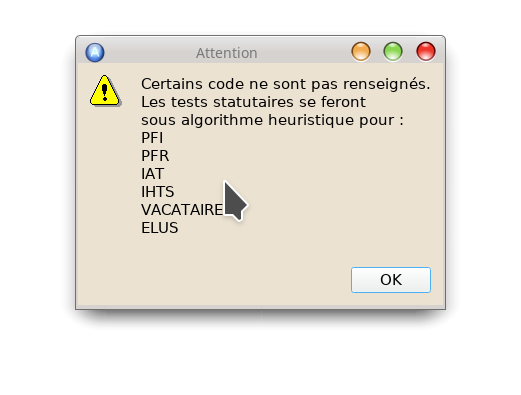 Attention
Certains code ne sont pas renseignés.
Les tests statutaires se feront
sous algorithme heuristique pour :
PFI
PFR
IAT
IHTS
VACATAIRE
ELUS
OK